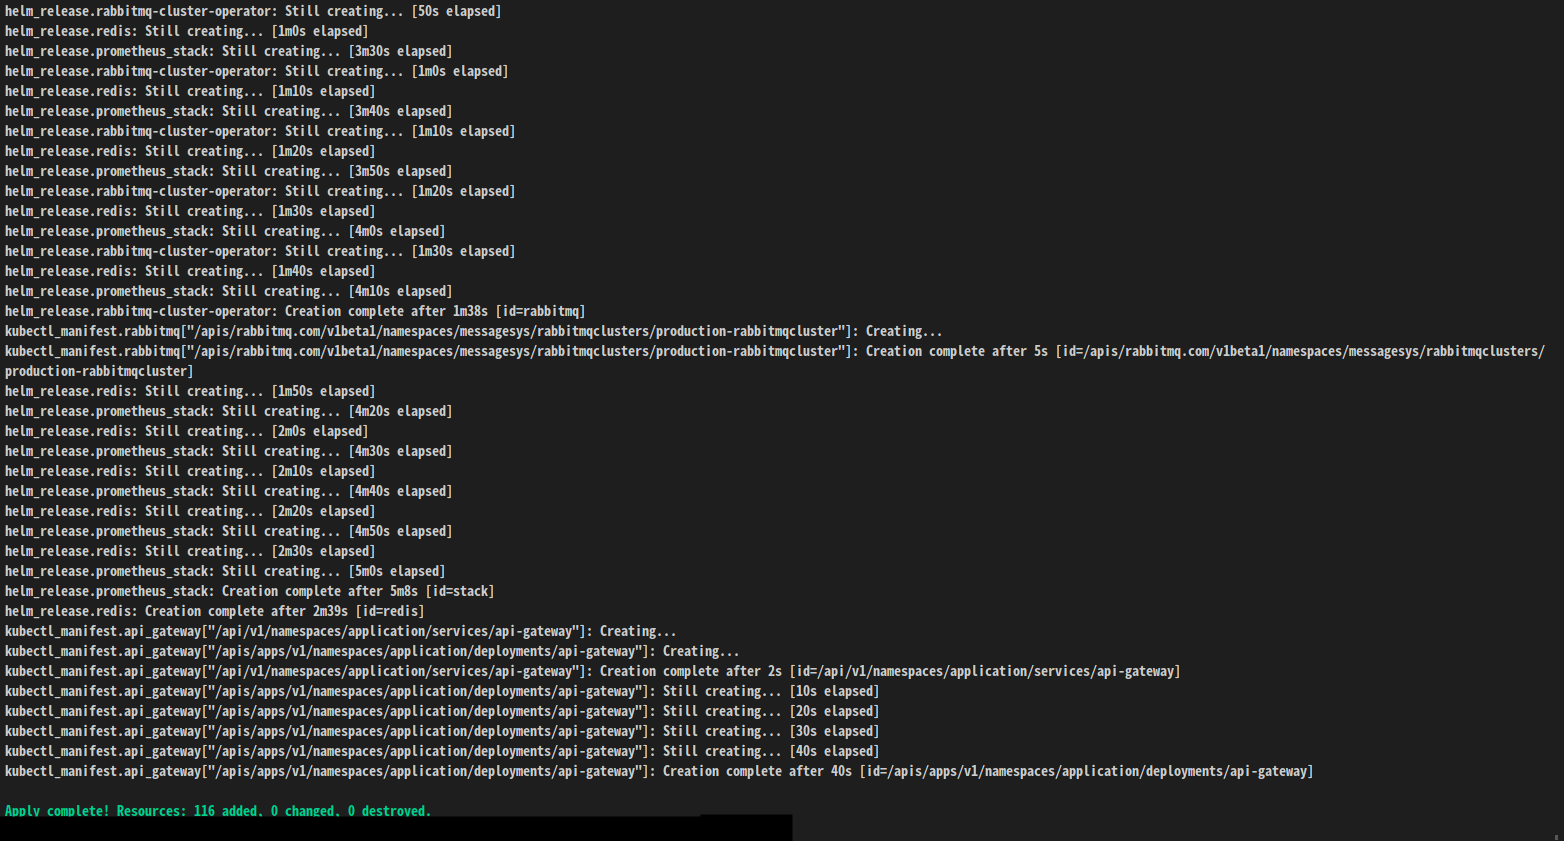 helm_release.rabbitmq-cluster-operator: Still creating... [50s elapsed]
helm_release.redis: Still creating... [1m0s elapsed]
helm_release.prometheus_stack: Still creating... [3m30s elapsed]
helm_release.rabbitmq-cluster-operator: Still creating... [1m0s elapsed]
helm_release.redis: Still creating... [1m10s elapsed]
helm_release.prometheus_stack: Still creating... [3m40s elapsed]
helm_release.rabbitmq-cluster-operator: Still creating... [1m10s elapsed]
helm_release.redis: Still creating... [1m20s elapsed]
helm_release.prometheus_stack: Still creating... [3m50s elapsed]
helm_release.rabbitmq-cluster-operator: Still creating... [1m20s elapsed]
helm_release.redis: Still creating... [1m30s elapsed]
helm_release.prometheus_stack: Still creating... [4m0s elapsed]
helm_release.rabbitmq-cluster-operator: Still creating... [1m30s elapsed]
helm_release.redis: Still creating... [1m40s elapsed]
helm_release.prometheus_stack: Still creating... [4m10s elapsed]
helm_release.rabbitmq-cluster-operator: Creation complete after 1m38s [id=rabbitmq]
kubectl_manifest.rabbitmq["/apis/rabbitmq.com/v1beta1/namespaces/messagesys/rabbitmqclusters/production-rabbitmqcluster"]: Creating...
kubectl_manifest.rabbitmq["/apis/rabbitmq.com/v1beta1/namespaces/messagesys/rabbitmqclusters/production-rabbitmqcluster"]: Creation complete after 5s [id=/apis/rabbitmq.com/v1beta1/namespaces/messagesys/rabbitmqclusters/
production-rabbitmqcluster]
helm_release.redis: Still creating... [1m50s elapsed]
helm_release.prometheus_stack: Still creating... [4m20s elapsed]
helm_release.redis: Still creating... [2m0s elapsed]
helm_release.prometheus_stack: Still creating... [4m30s elapsed]
helm_release.redis: Still creating... [2m10s elapsed]
helm_release.prometheus_stack: Still creating... [4m40s elapsed]
helm_release.redis: Still creating... [2m20s elapsed]
helm_release.prometheus_stack: Still creating... [4m50s elapsed]
helm_release.redis: Still creating... [2m30s elapsed]
helm_release.prometheus_stack: Still creating... [5m0s elapsed]
helm_release.prometheus_stack: Creation complete after 5m8s [id=stack]
helm_release.redis: Creation complete after 2m39s [id=redis]
kubectl_manifest.api_gateway["/api/v1/namespaces/application/services/api-gateway"]: Creating...
kubectl_manifest.api_gateway["/apis/apps/v1/namespaces/application/deployments/api-gateway"]: Creating...
kubectl_manifest.api_gateway["/api/v1/namespaces/application/services/api-gateway"]: Creation complete after 2s [id=/api/v1/namespaces/application/services/api-gateway]
kubectl_manifest.api_gateway["/apis/apps/v1/namespaces/application/deployments/api-gateway"]: Still creating... [10s elapsed]
kubectl_manifest.api_gateway["/apis/apps/v1/namespaces/application/deployments/api-gateway"]: Still creating... [20s elapsed]
kubectl_manifest.api_gateway["/apis/apps/v1/namespaces/application/deployments/api-gateway"]: Still creating... [30s elapsed]
kubectl_manifest.api_gateway["/apis/apps/v1/namespaces/application/deployments/api-gateway"]: Still creating... [40s elapsed]
kubectl_manifest.api_gateway["/apis/apps/v1/namespaces/application/deployments/api-gateway"]: Creation complete after 40s [id=/apis/apps/v1/namespaces/application/deployments/api-gateway]
Apply complete! Resources: 116 added, 0 changed, 0 destroyed.